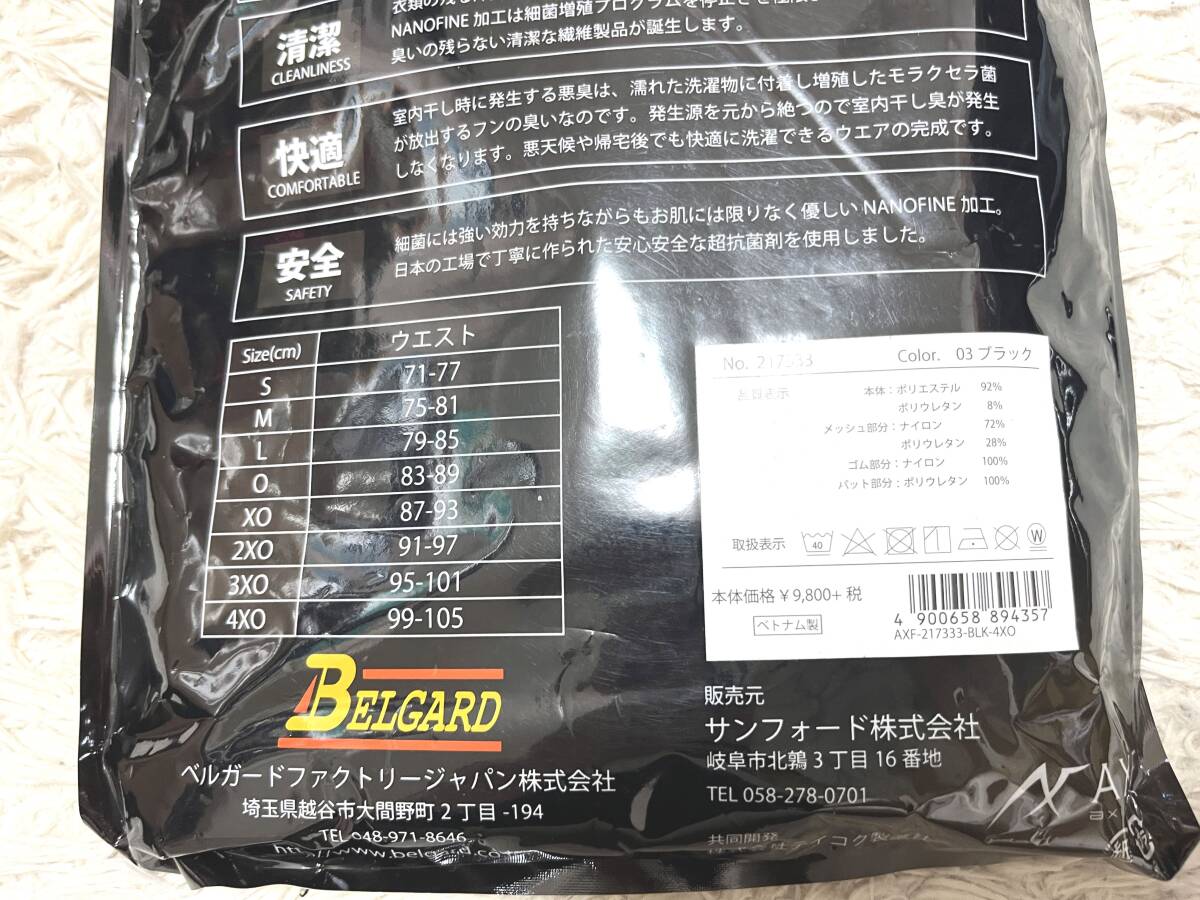 NANOFINE 加工は細菌増殖プログラムを停止させ
臭いの残らない清潔な繊維製品が誕生します。
清潔
CLEANLINESS
室内干し時に発生する悪臭は、濡れた洗濯物に付着し増殖したモラクセラ菌
が放出するフンの臭いなのです。発生源を元から絶つので室内干し臭が発生
しなくなります。悪天候や帰宅後でも快適に洗濯できるウエアの完成です。
快適
COMFORTABLE
細菌には強い効力を持ちながらもお肌には限りなく優しい NANOFINE 加工。
日本の工場で丁寧に作られた安心安全な超抗菌剤を使用しました。
安全
SAFETY
Size(cm) ウエスト
S 71-77
M 75-81
L 79-85
O 83-89
XO 87-93
2XO 91-97
3XO 95-101
4XO 99-105
No. 217333 Color. 03 ブラック
品質表示 本体：ポリエステル 92%
ポリウレタン 8%
メッシュ部分：ナイロン 72%
ポリウレタン 28%
ゴム部分：ナイロン 100%
パット部分：ポリウレタン 100%
取扱表示 40 W
本体価格 ¥ 9,800+ 税
ベトナム製
4 900658 894357
AXF-217333-BLK-4XO
BELGARD
ベルガードファクトリージャパン株式会社
埼玉県越谷市大間野町 2 丁目 -194
TEL 048-971-8646
http://www.belgard.co
販売元
サンフォード株式会社
岐阜市北鶉 3 丁目 16 番地
TEL 058-278-0701
共同開発
テイコク製